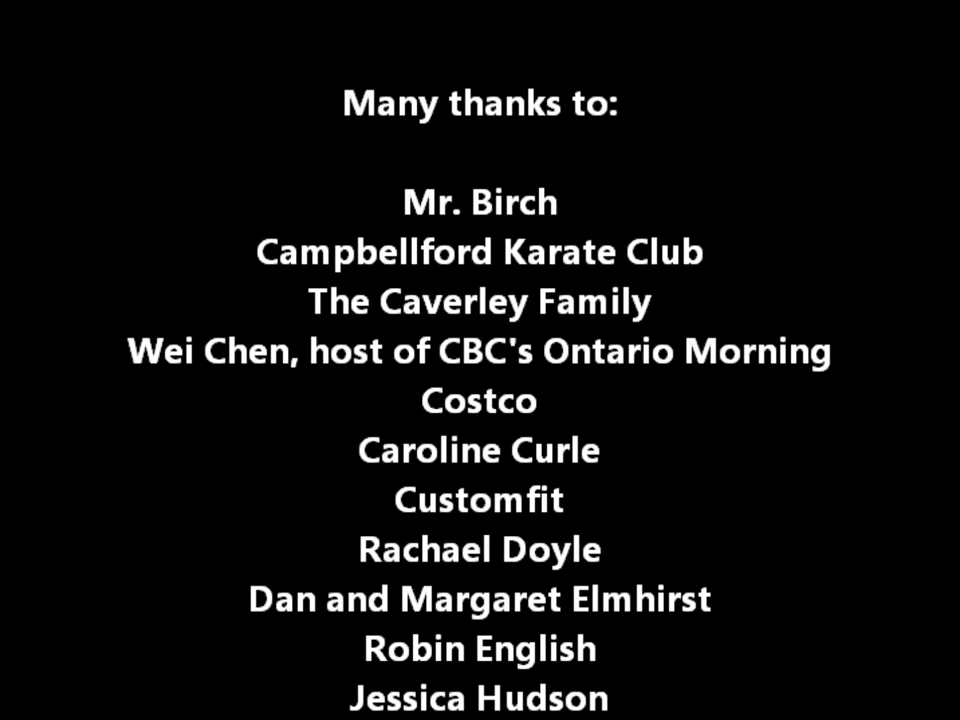 Many thanks to:
Mr. Birch
Campbellford Karate Club
The Caverley Family
Wei Chen, host of CBC's Ontario Morning
Costco
Caroline Curle
Customfit
Rachael Doyle
Dan and Margaret Elmhirst
Robin English
Jessica Hudson